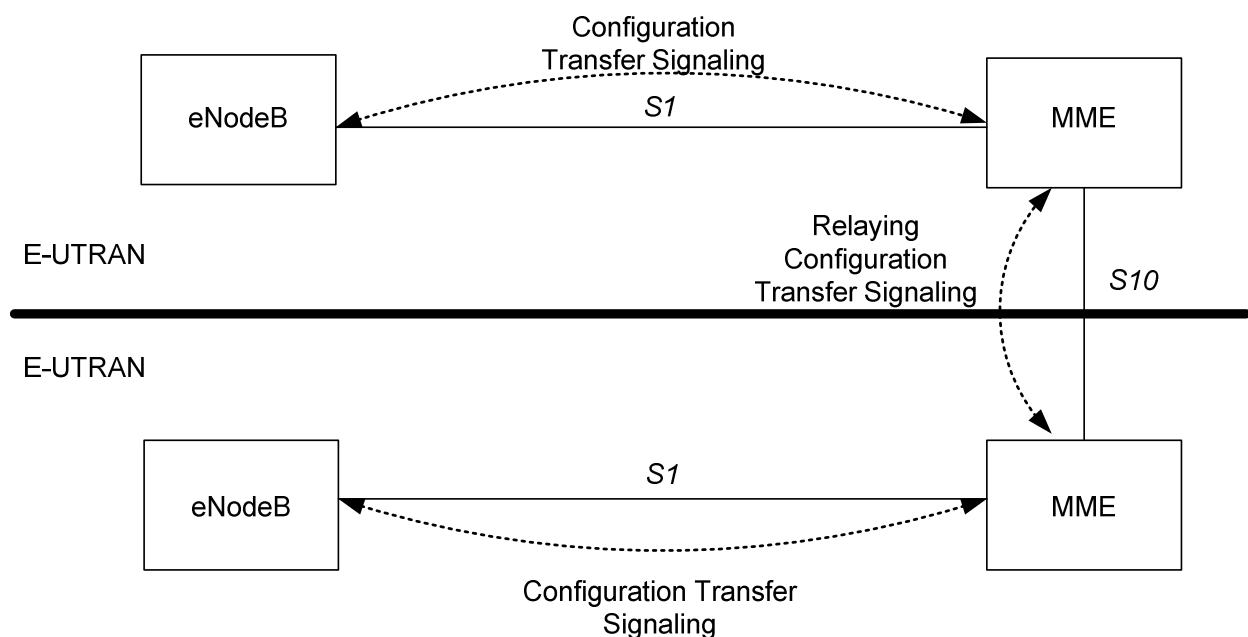 Configuration
Transfer Signaling
eNodeB
S1
MME
Relaying
Configuration
Transfer Signaling
E-UTRAN
S10
E-UTRAN
eNodeB
S1
MME
Configuration Transfer
Signaling